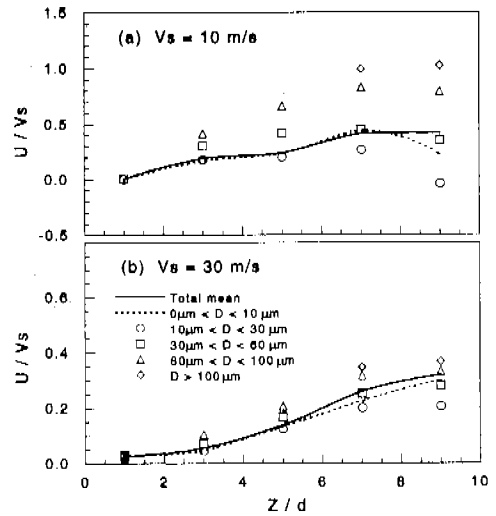 1.5
(a) Vs = 10 m/s
1.0
0.5
0.0
-0.5
U / Vs
(b) Vs = 30 m/s
Total mean
0μm < D < 10 μm
10μm < D < 30 μm
30μm < D < 60 μm
60μm < D < 100 μm
D > 100 μm
0.6
0.4
0.2
0.0
U / Vs
0 2 4 6 8 10
Z / d